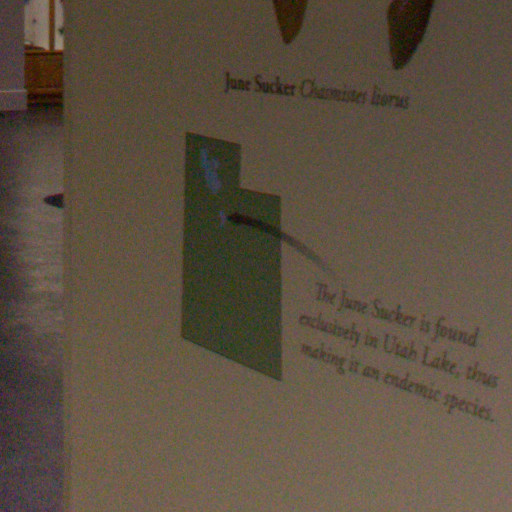 June Sucker Chasmistes liorus
The June Sucker is found
exclusively in Utah Lake, thus
making it an endemic species.